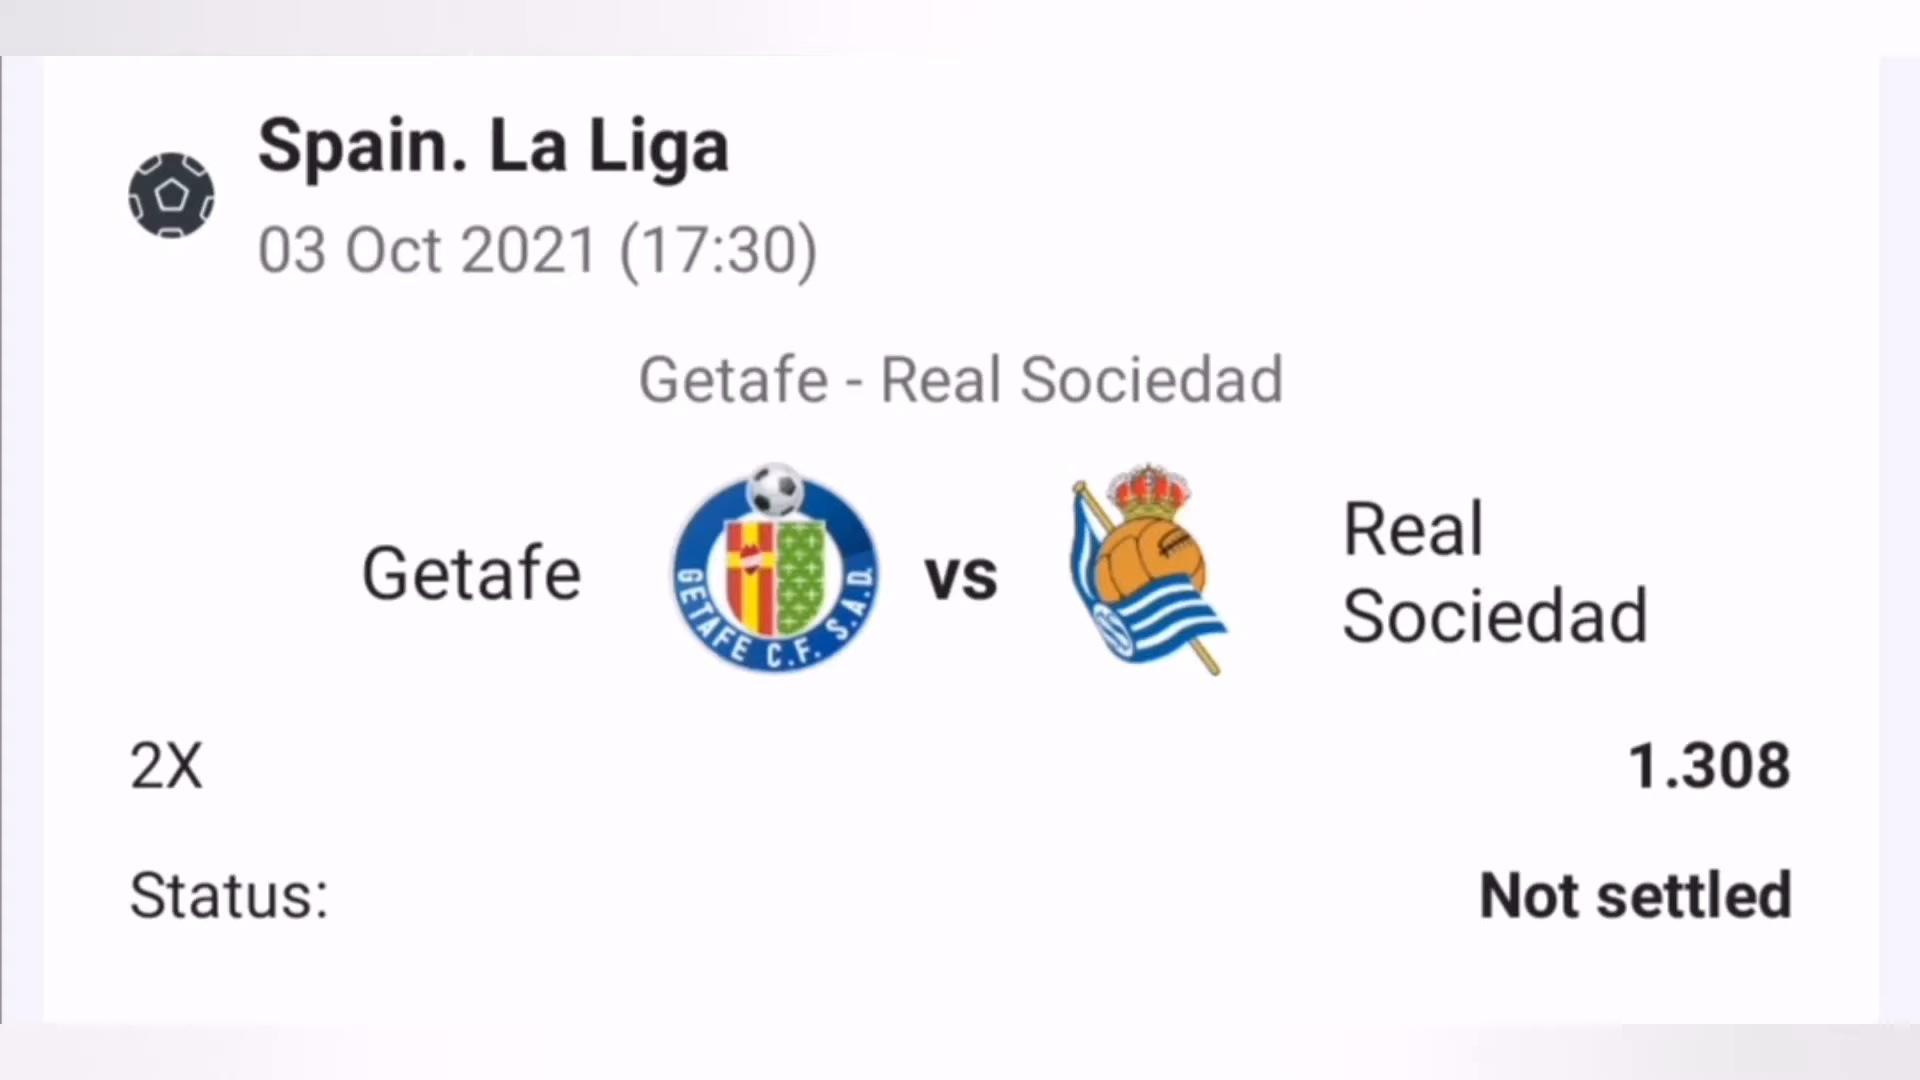 Spain. La Liga
03 Oct 2021 (17:30)
Getafe - Real Sociedad
Getafe
GETAFE C.F. S.A.D.
vs
Real
Sociedad
2X
1.308
Status:
Not settled